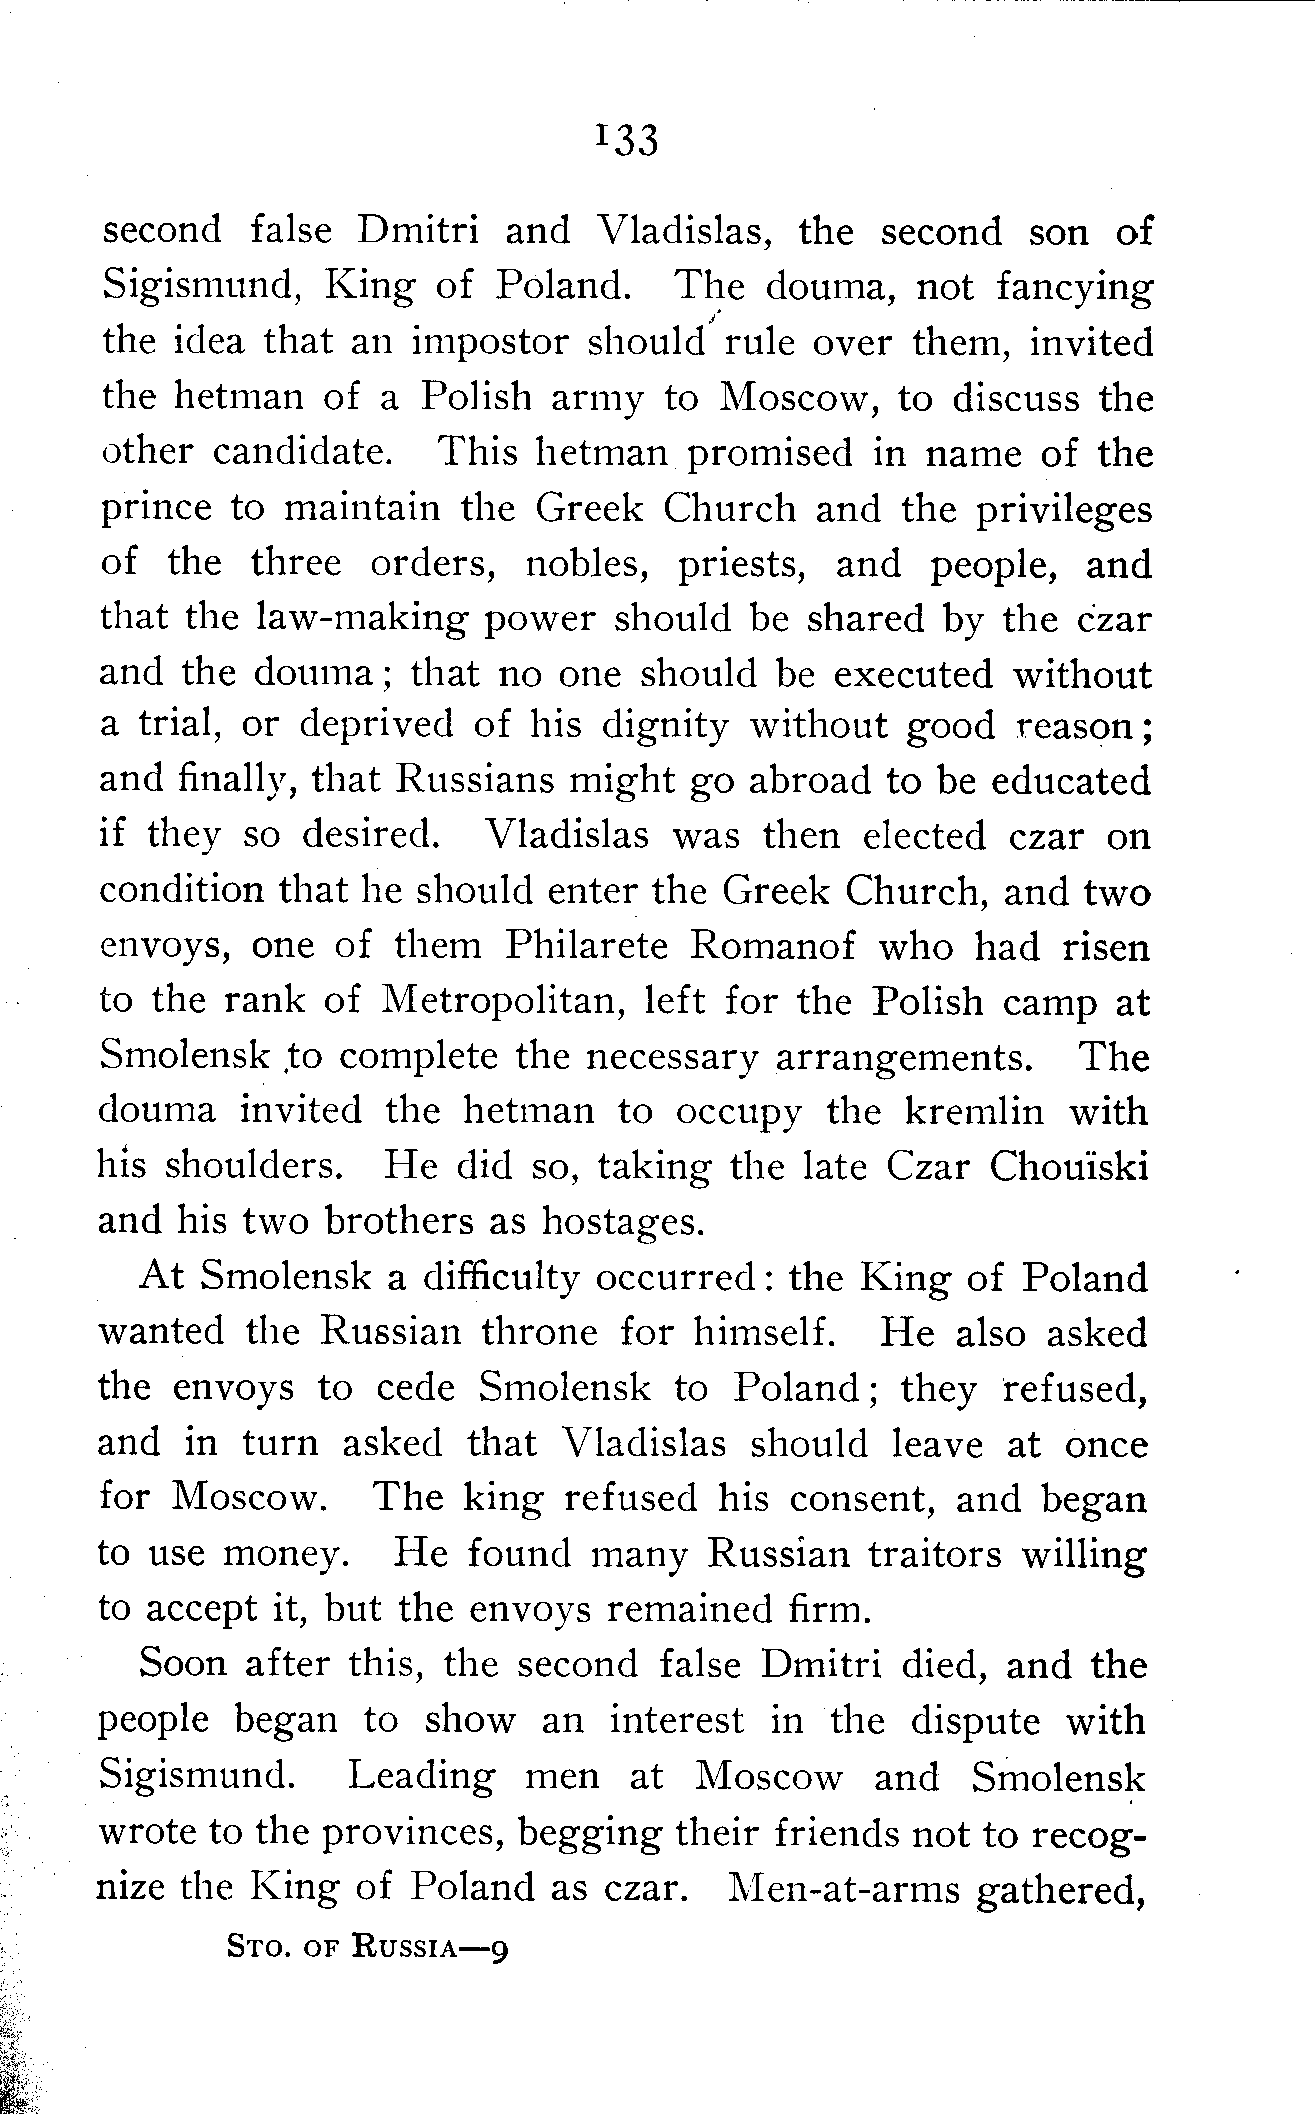 133
second false Dmitri and Vladislas, the second son of
Sigismund, King of Poland. The douma, not fancying
the idea that an impostor should rule over them, invited
the hetman of a Polish army to Moscow, to discuss the
other candidate. This hetman promised in name of the
prince to maintain the Greek Church and the privileges
of the three orders, nobles, priests, and people, and
that the law-making power should be shared by the czar
and the douma; that no one should be executed without
a trial, or deprived of his dignity without good reason;
and finally, that Russians might go abroad to be educated
if they so desired. Vladislas was then elected czar on
condition that he should enter the Greek Church, and two
envoys, one of them Philarete Romanof who had risen
to the rank of Metropolitan, left for the Polish camp at
Smolensk to complete the necessary arrangements. The
douma invited the hetman to occupy the kremlin with
his shoulders. He did so, taking the late Czar Chouïski
and his two brothers as hostages.
At Smolensk a difficulty occurred: the King of Poland
wanted the Russian throne for himself. He also asked
the envoys to cede Smolensk to Poland; they refused,
and in turn asked that Vladislas should leave at once
for Moscow. The king refused his consent, and began
to use money. He found many Russian traitors willing
to accept it, but the envoys remained firm.
Soon after this, the second false Dmitri died, and the
people began to show an interest in the dispute with
Sigismund. Leading men at Moscow and Smolensk
wrote to the provinces, begging their friends not to recog-
nize the King of Poland as czar. Men-at-arms gathered,
STO. OF RUSSIA—9